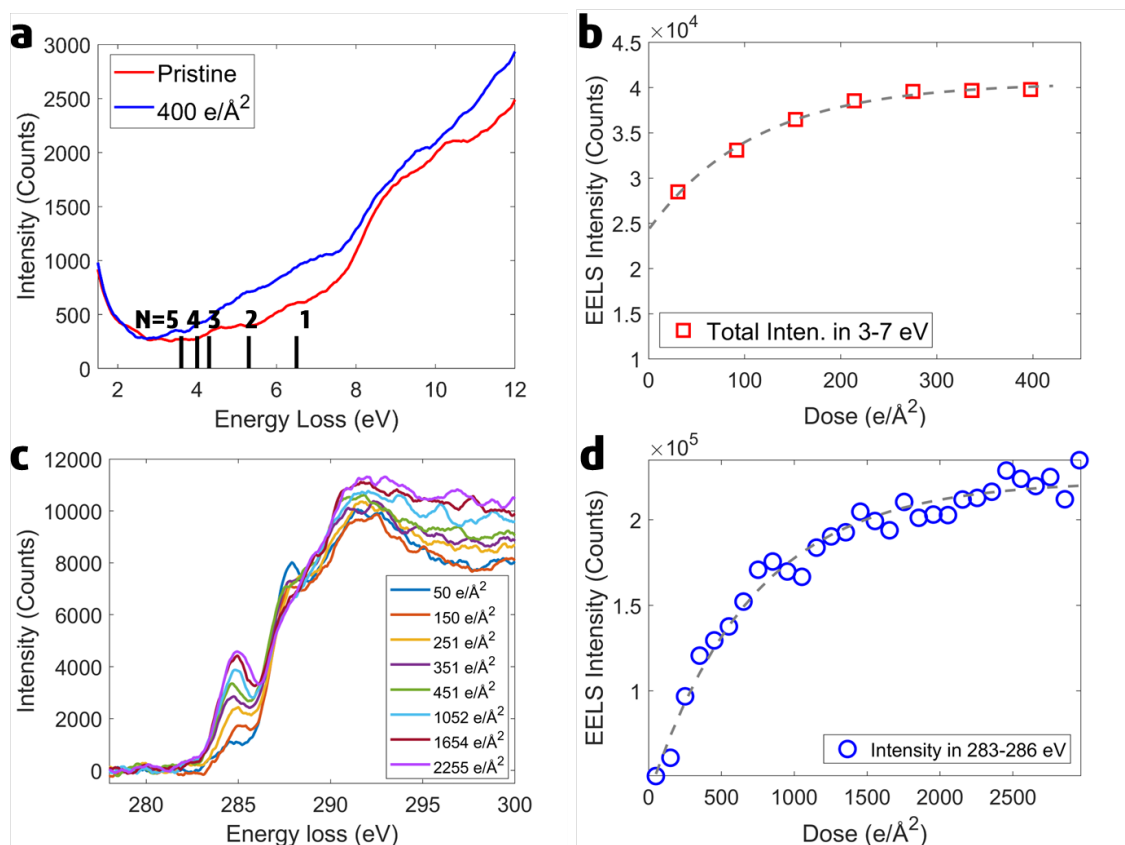 a
3000
2500
2000
1500
1000
500
0
Intensity (Counts)
Pristine
400 e/Å²
N=5 4 3 2 1
2 4 6 8 10 12
Energy Loss (eV)
b
×10⁴
4.5
4
3.5
3
2.5
2
1.5
1
EELS Intensity (Counts)
Total Inten. in 3-7 eV
0 100 200 300 400
Dose (e/Å²)
c
12000
10000
8000
6000
4000
2000
0
Intensity (Counts)
50 e/Å²
150 e/Å²
251 e/Å²
351 e/Å²
451 e/Å²
1052 e/Å²
1654 e/Å²
2255 e/Å²
280 285 290 295 300
Energy loss (eV)
d
×10⁵
2
1.5
1
EELS Intensity (Counts)
Intensity in 283-286 eV
0 500 1000 1500 2000 2500
Dose (e/Å²)